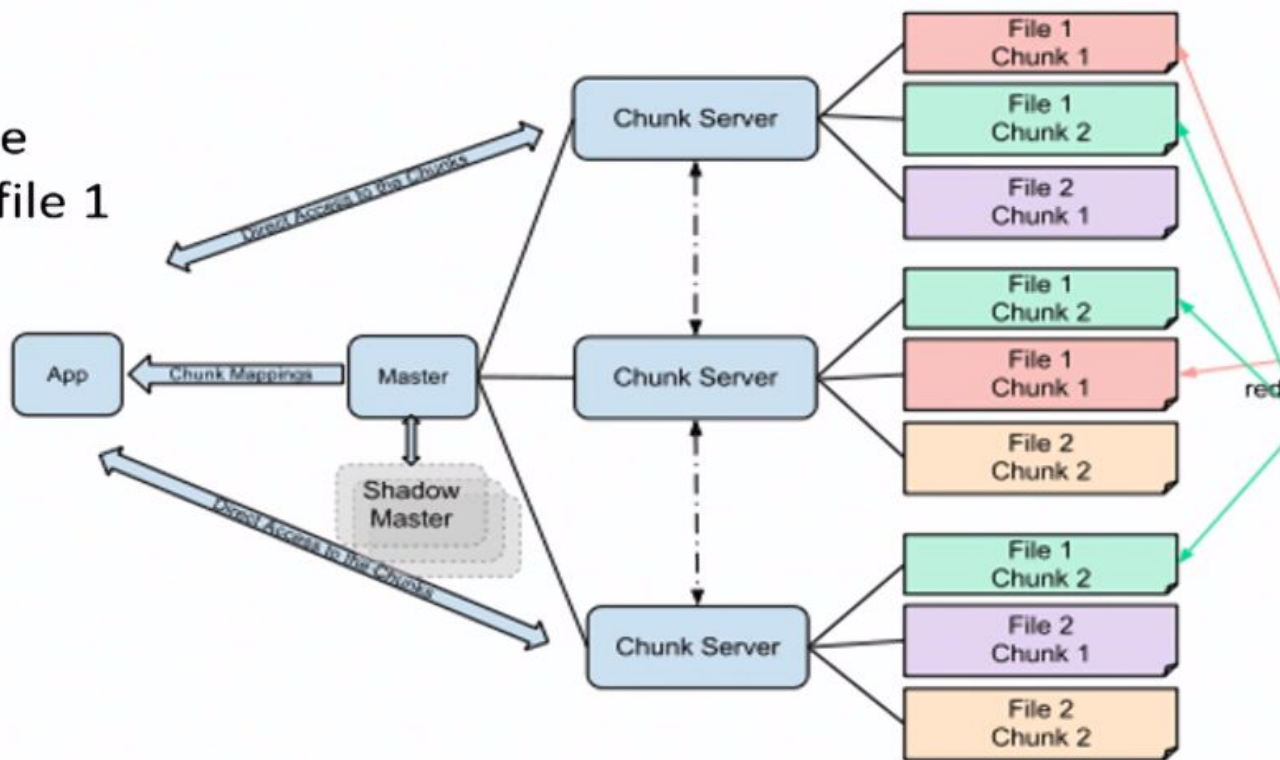 e
file 1
File 1
Chunk 1
Chunk Server
File 1
Chunk 2
File 2
Chunk 1
Direct Access to the Chunks
File 1
Chunk 2
App
Chunk Mappings
Master
Chunk Server
File 1
Chunk 1
red
File 2
Chunk 2
Shadow
Master
Direct Access to the Chunks
File 1
Chunk 2
Chunk Server
File 2
Chunk 1
File 2
Chunk 2